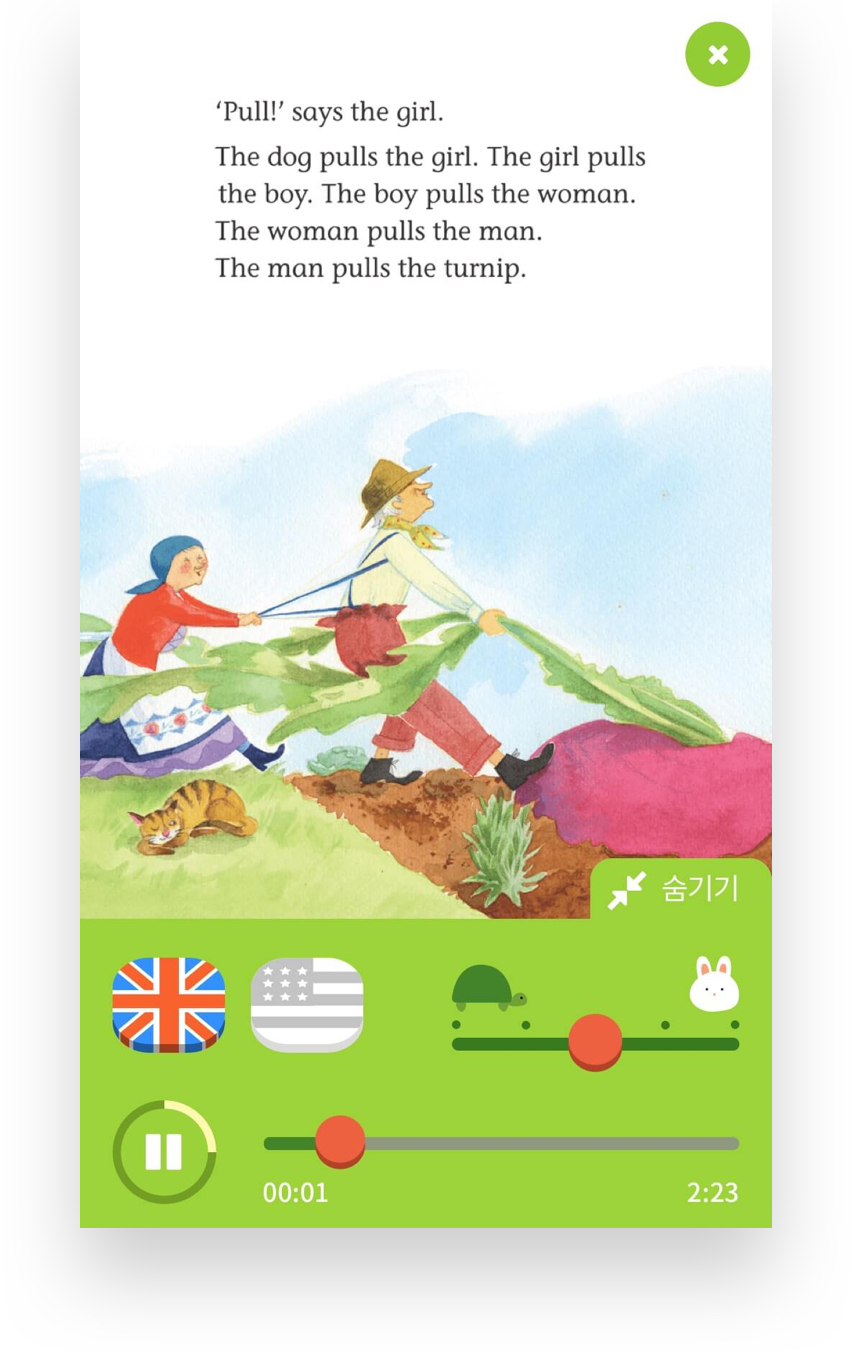 ‘Pull!’ says the girl.
The dog pulls the girl. The girl pulls
the boy. The boy pulls the woman.
The woman pulls the man.
The man pulls the turnip.
숨기기
00:01
2:23